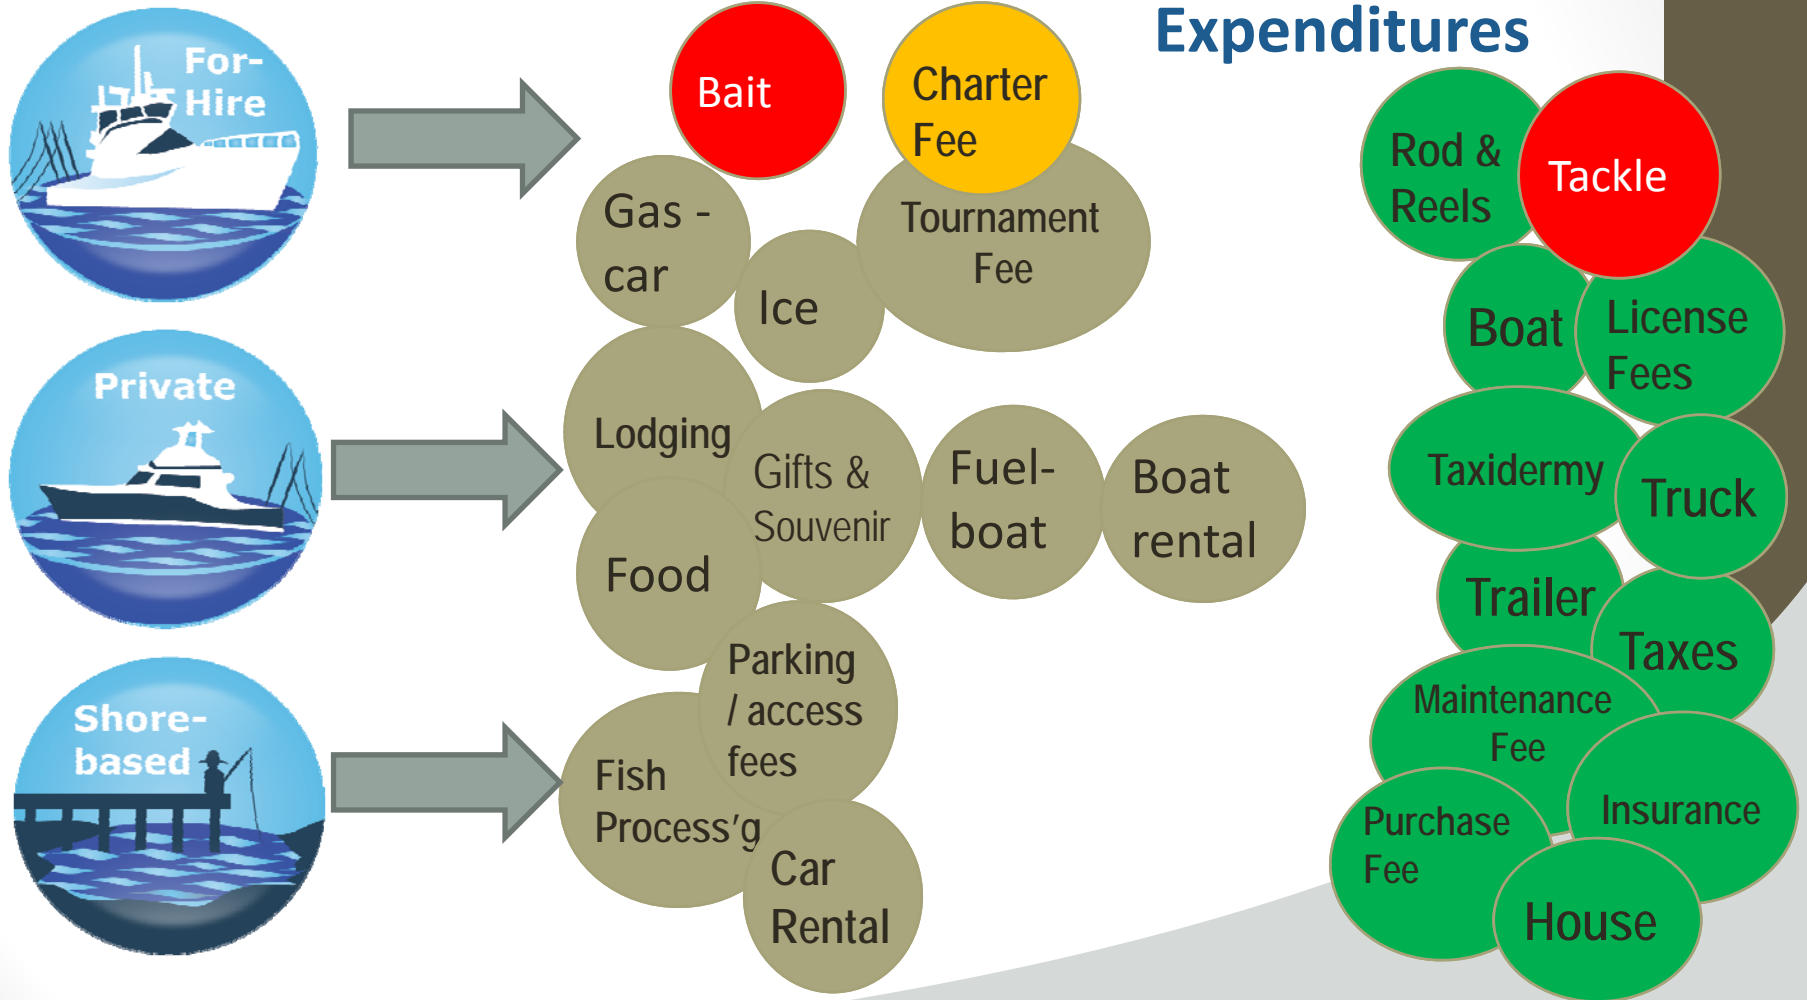 Expenditures
For-
Hire
Bait
Charter
Fee
Gas -
car
Ice
Tournament
Fee
Private
Lodging
Gifts &
Souvenir
Food
Fuel-
boat
Boat
rental
Shore-
based
Parking
/ access
fees
Fish
Process’g
Car
Rental
Rod &
Reels
Tackle
Boat
License
Fees
Taxidermy
Truck
Trailer
Taxes
Maintenance
Fee
Purchase
Fee
Insurance
House